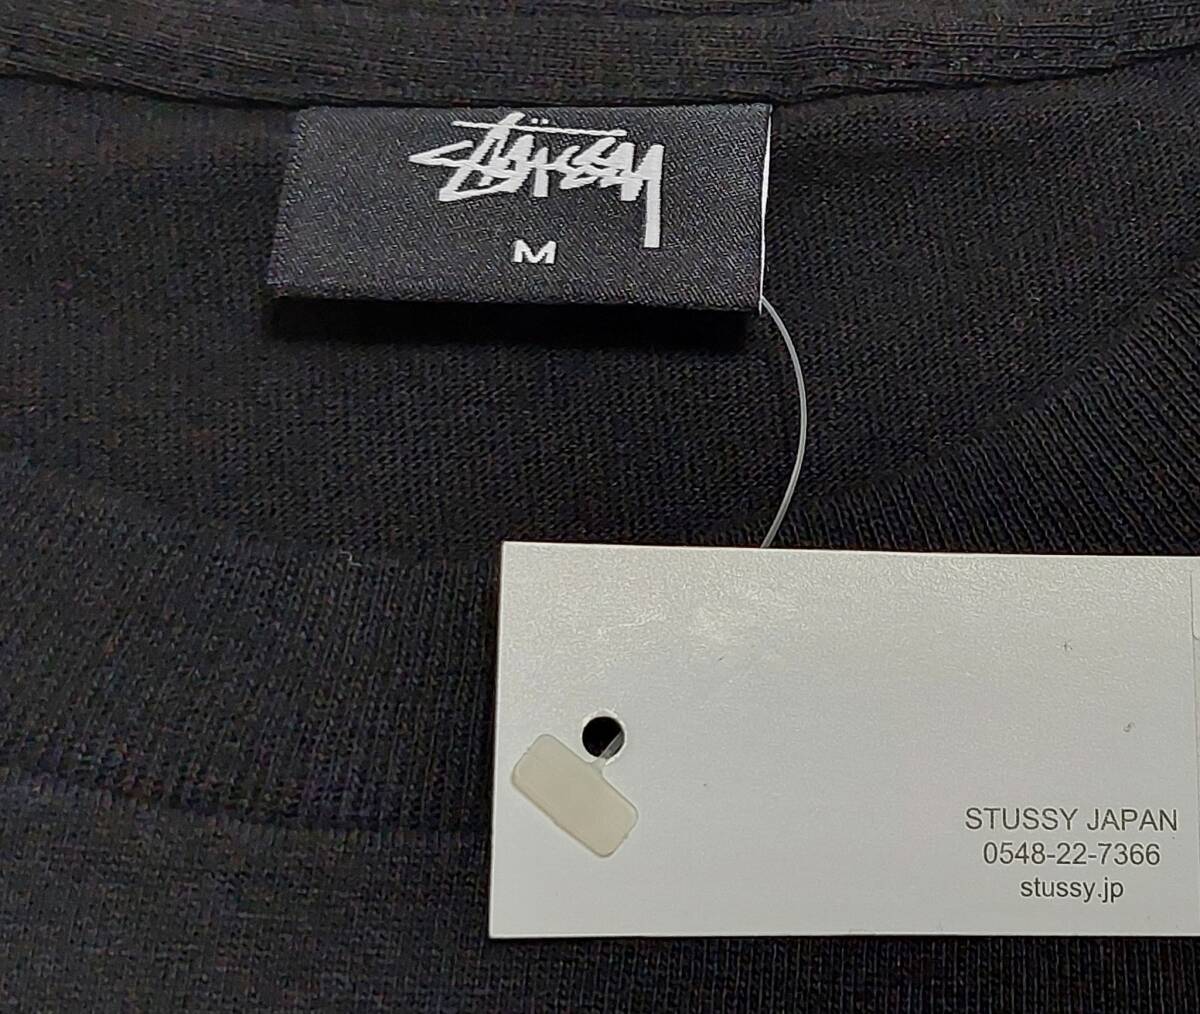 STÜSSY
M
STUSSY JAPAN
0548-22-7366
stussy.jp